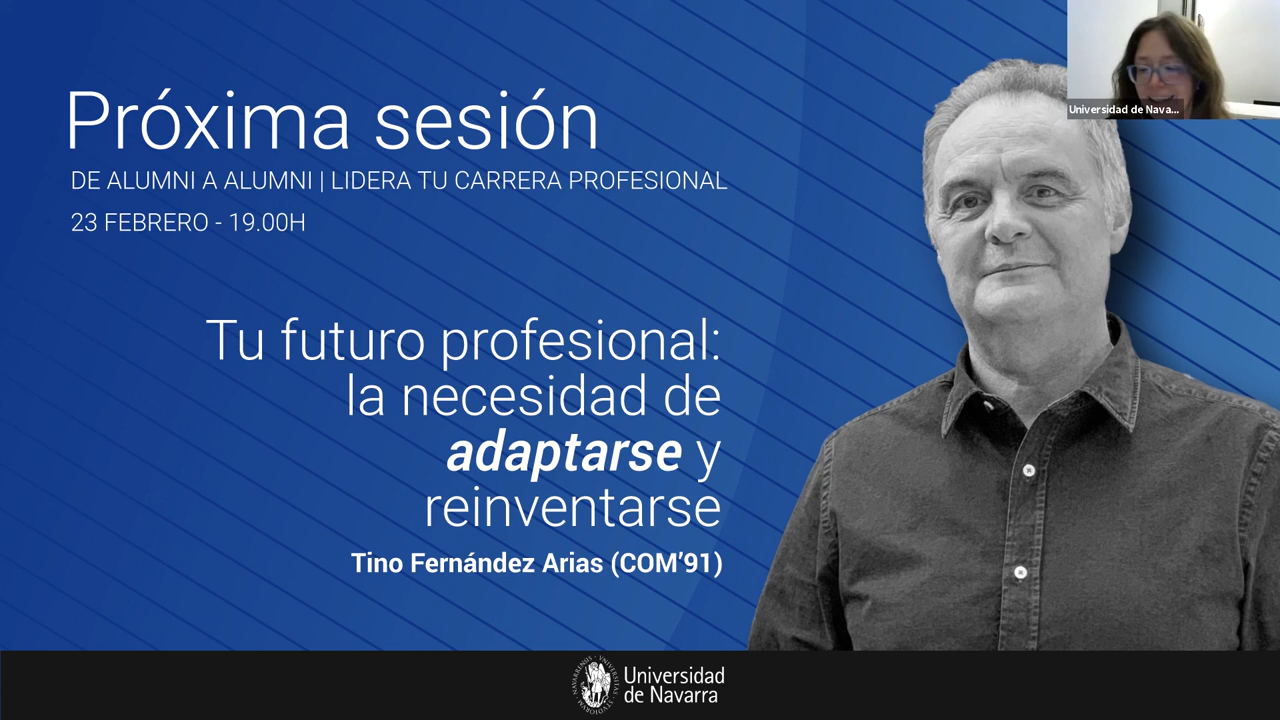 Próxima sesión
DE ALUMNI A ALUMNI | LIDERA TU CARRERA PROFESIONAL
23 FEBRERO - 19.00H
Tu futuro profesional:
la necesidad de
adaptarse y
reinventarse
Tino Fernández Arias (COM'91)
Universidad de Nava...
Universidad
de Navarra